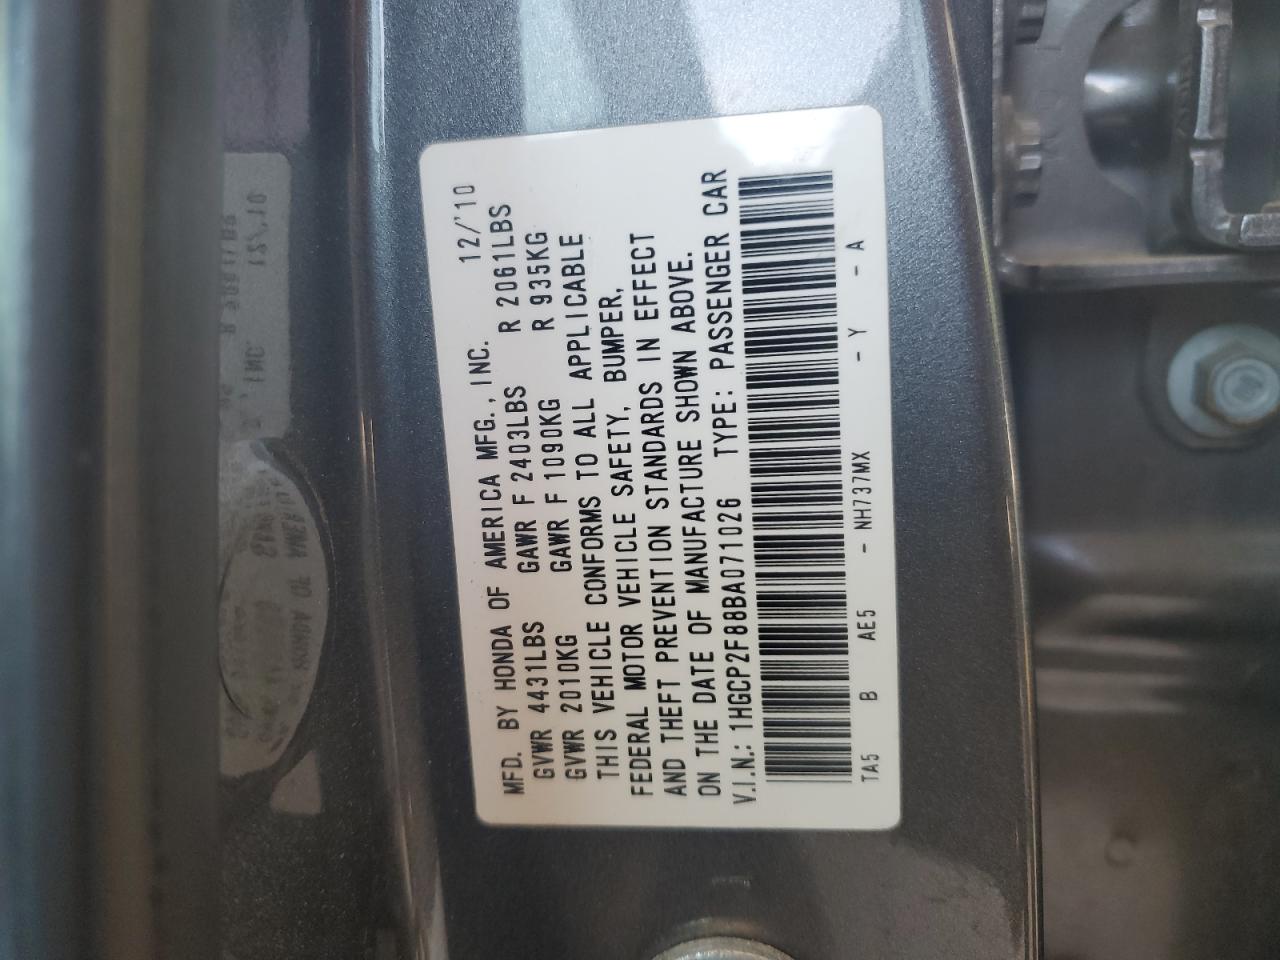 MFD. BY HONDA OF AMERICA MFG., INC. 12/'10
GVWR 4431LBS GAWR F 2403LBS R 2061LBS
GVWR 2010KG GAWR F 1090KG R 935KG
THIS VEHICLE CONFORMS TO ALL APPLICABLE
FEDERAL MOTOR VEHICLE SAFETY, BUMPER,
AND THEFT PREVENTION STANDARDS IN EFFECT
ON THE DATE OF MANUFACTURE SHOWN ABOVE.
V.I.N.: 1HGCP2F88BA071026 TYPE: PASSENGER CAR
TA5 B AE5 - NH737MX - Y - A